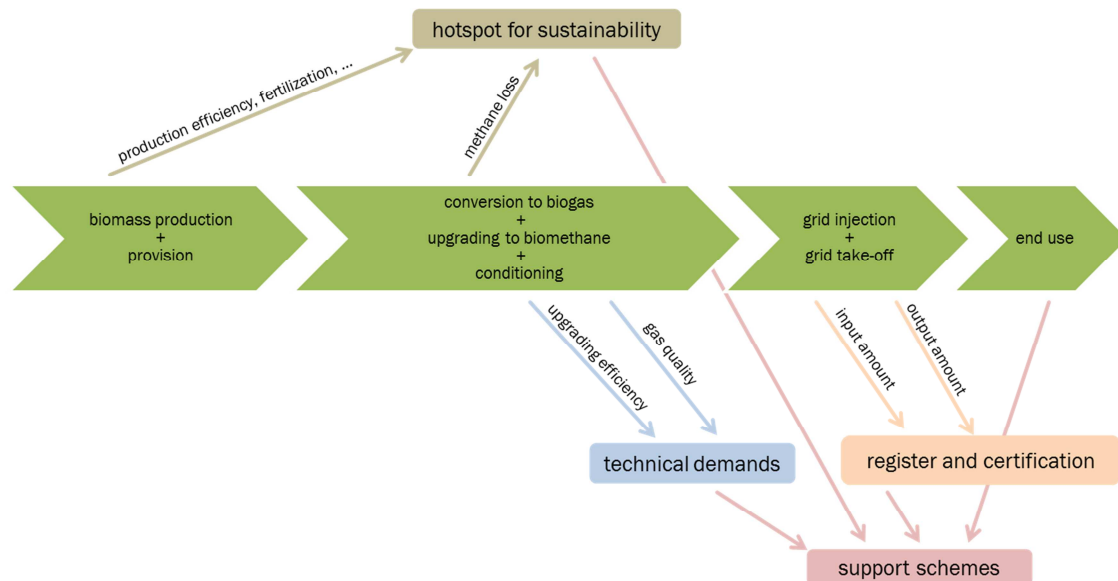 hotspot for sustainability
production efficiency, fertilization, ...
methane loss
biomass production
+
provision
conversion to biogas
+
upgrading to biomethane
+
conditioning
grid injection
+
grid take-off
end use
upgrading efficiency
gas quality
input amount
output amount
technical demands
register and certification
support schemes